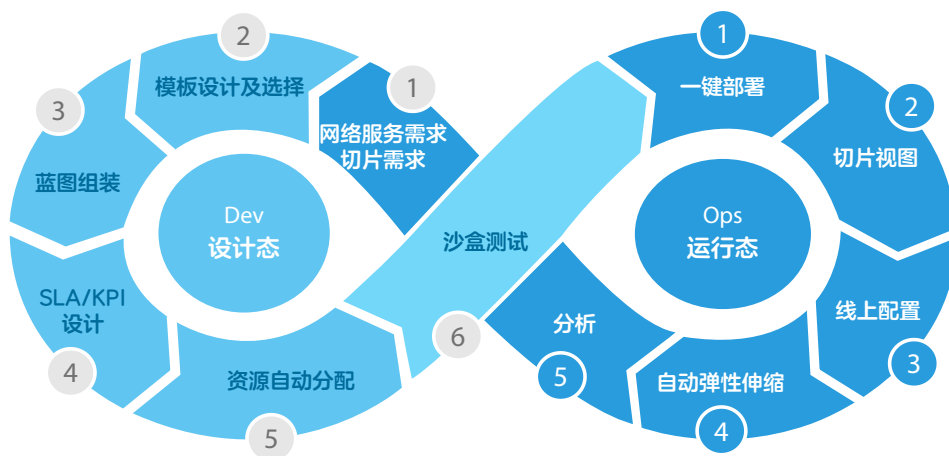 1
网络服务需求
切片需求
2
模板设计及选择
3
蓝图组装
4
SLA/KPI
设计
5
资源自动分配
6
沙盒测试
Dev
设计态
1
一键部署
2
切片视图
3
线上配置
4
自动弹性伸缩
5
分析
Ops
运行态